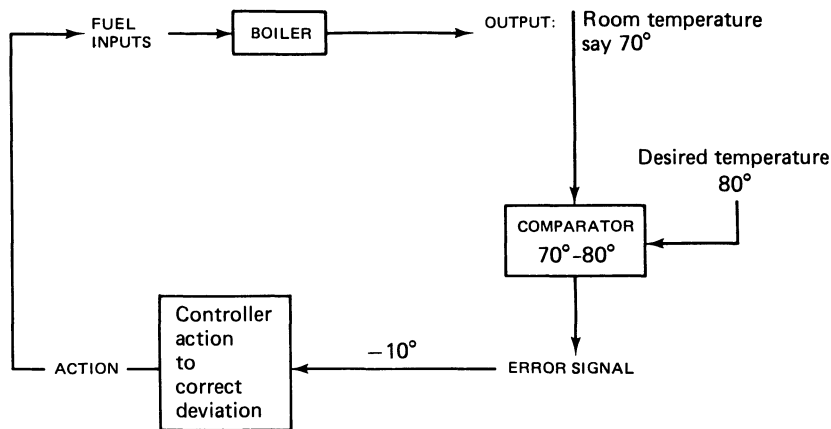 FUEL
INPUTS
BOILER
OUTPUT:
Room temperature
say 70°
Desired temperature
80°
COMPARATOR
70°-80°
Controller
action
to
correct
deviation
ACTION
−10°
ERROR SIGNAL